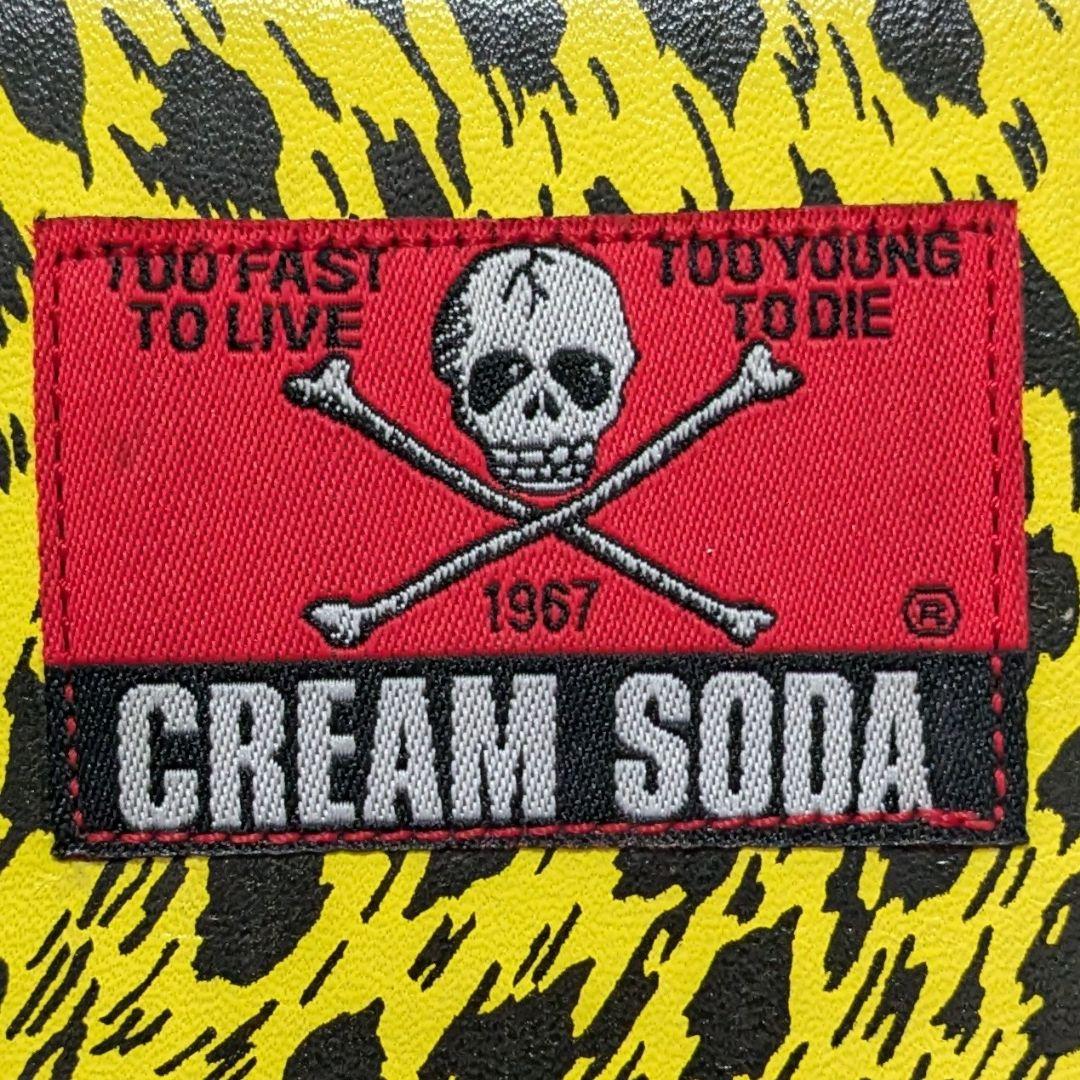 TOO FAST
TO LIVE
TOO YOUNG
TO DIE
1967
®
CREAM SODA